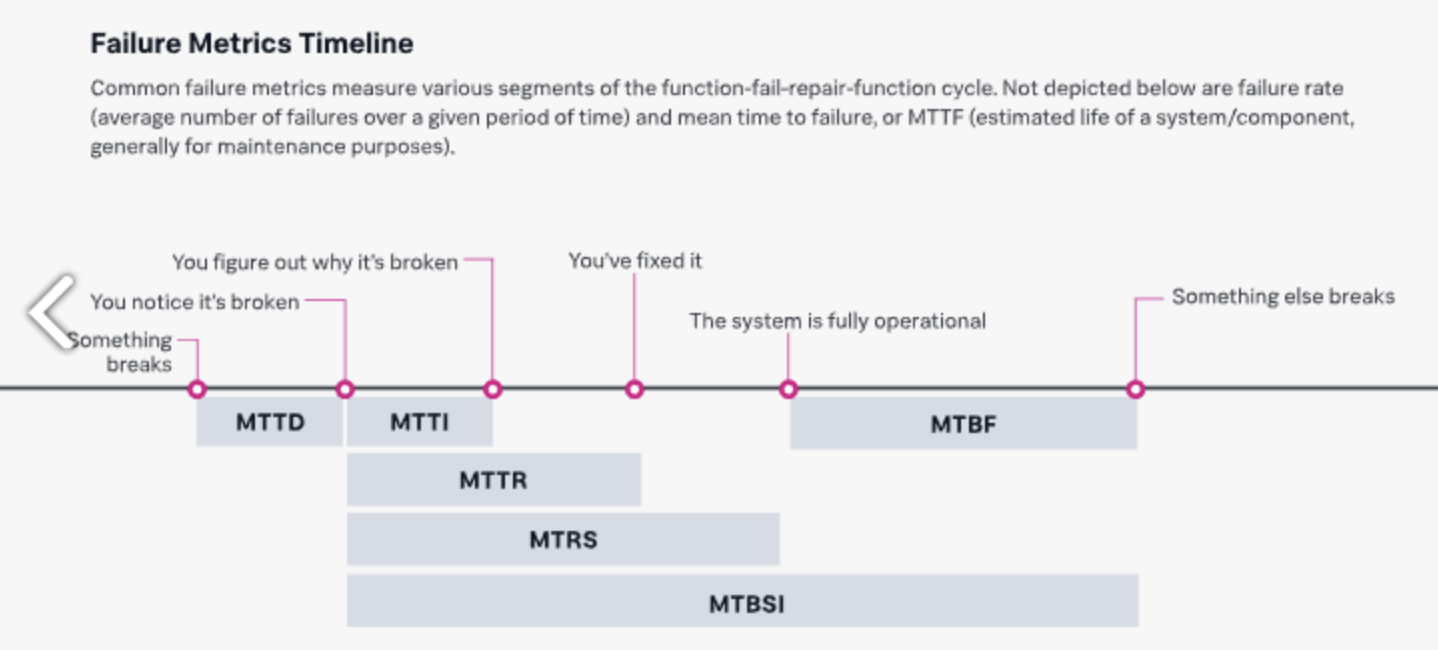 Failure Metrics Timeline
Common failure metrics measure various segments of the function-fail-repair-function cycle. Not depicted below are failure rate
(average number of failures over a given period of time) and mean time to failure, or MTTF (estimated life of a system/component,
generally for maintenance purposes).
You figure out why it's broken
You've fixed it
You notice it's broken
Something else breaks
The system is fully operational
Something
breaks
MTTD
MTTI
MTBF
MTTR
MTRS
MTBSI